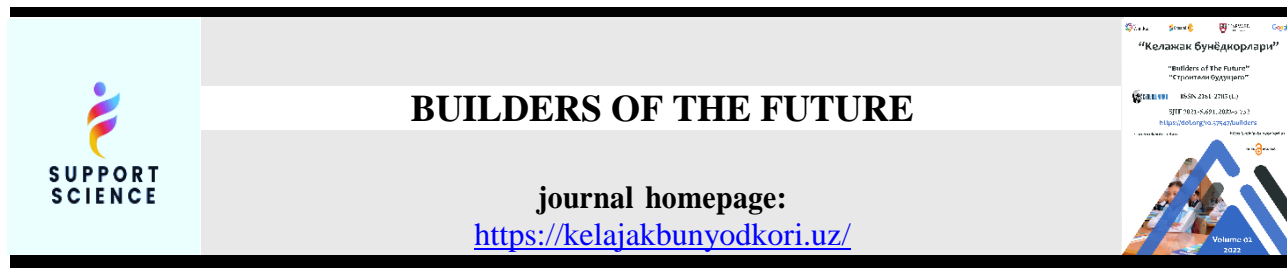 SUPPORT
SCIENCE
BUILDERS OF THE FUTURE
journal homepage:
https://kelajakbunyodkori.uz/
“Келажак бунёдкорлари”
“Builders of The Future”
“Строители будущего”
Volume 02
2022